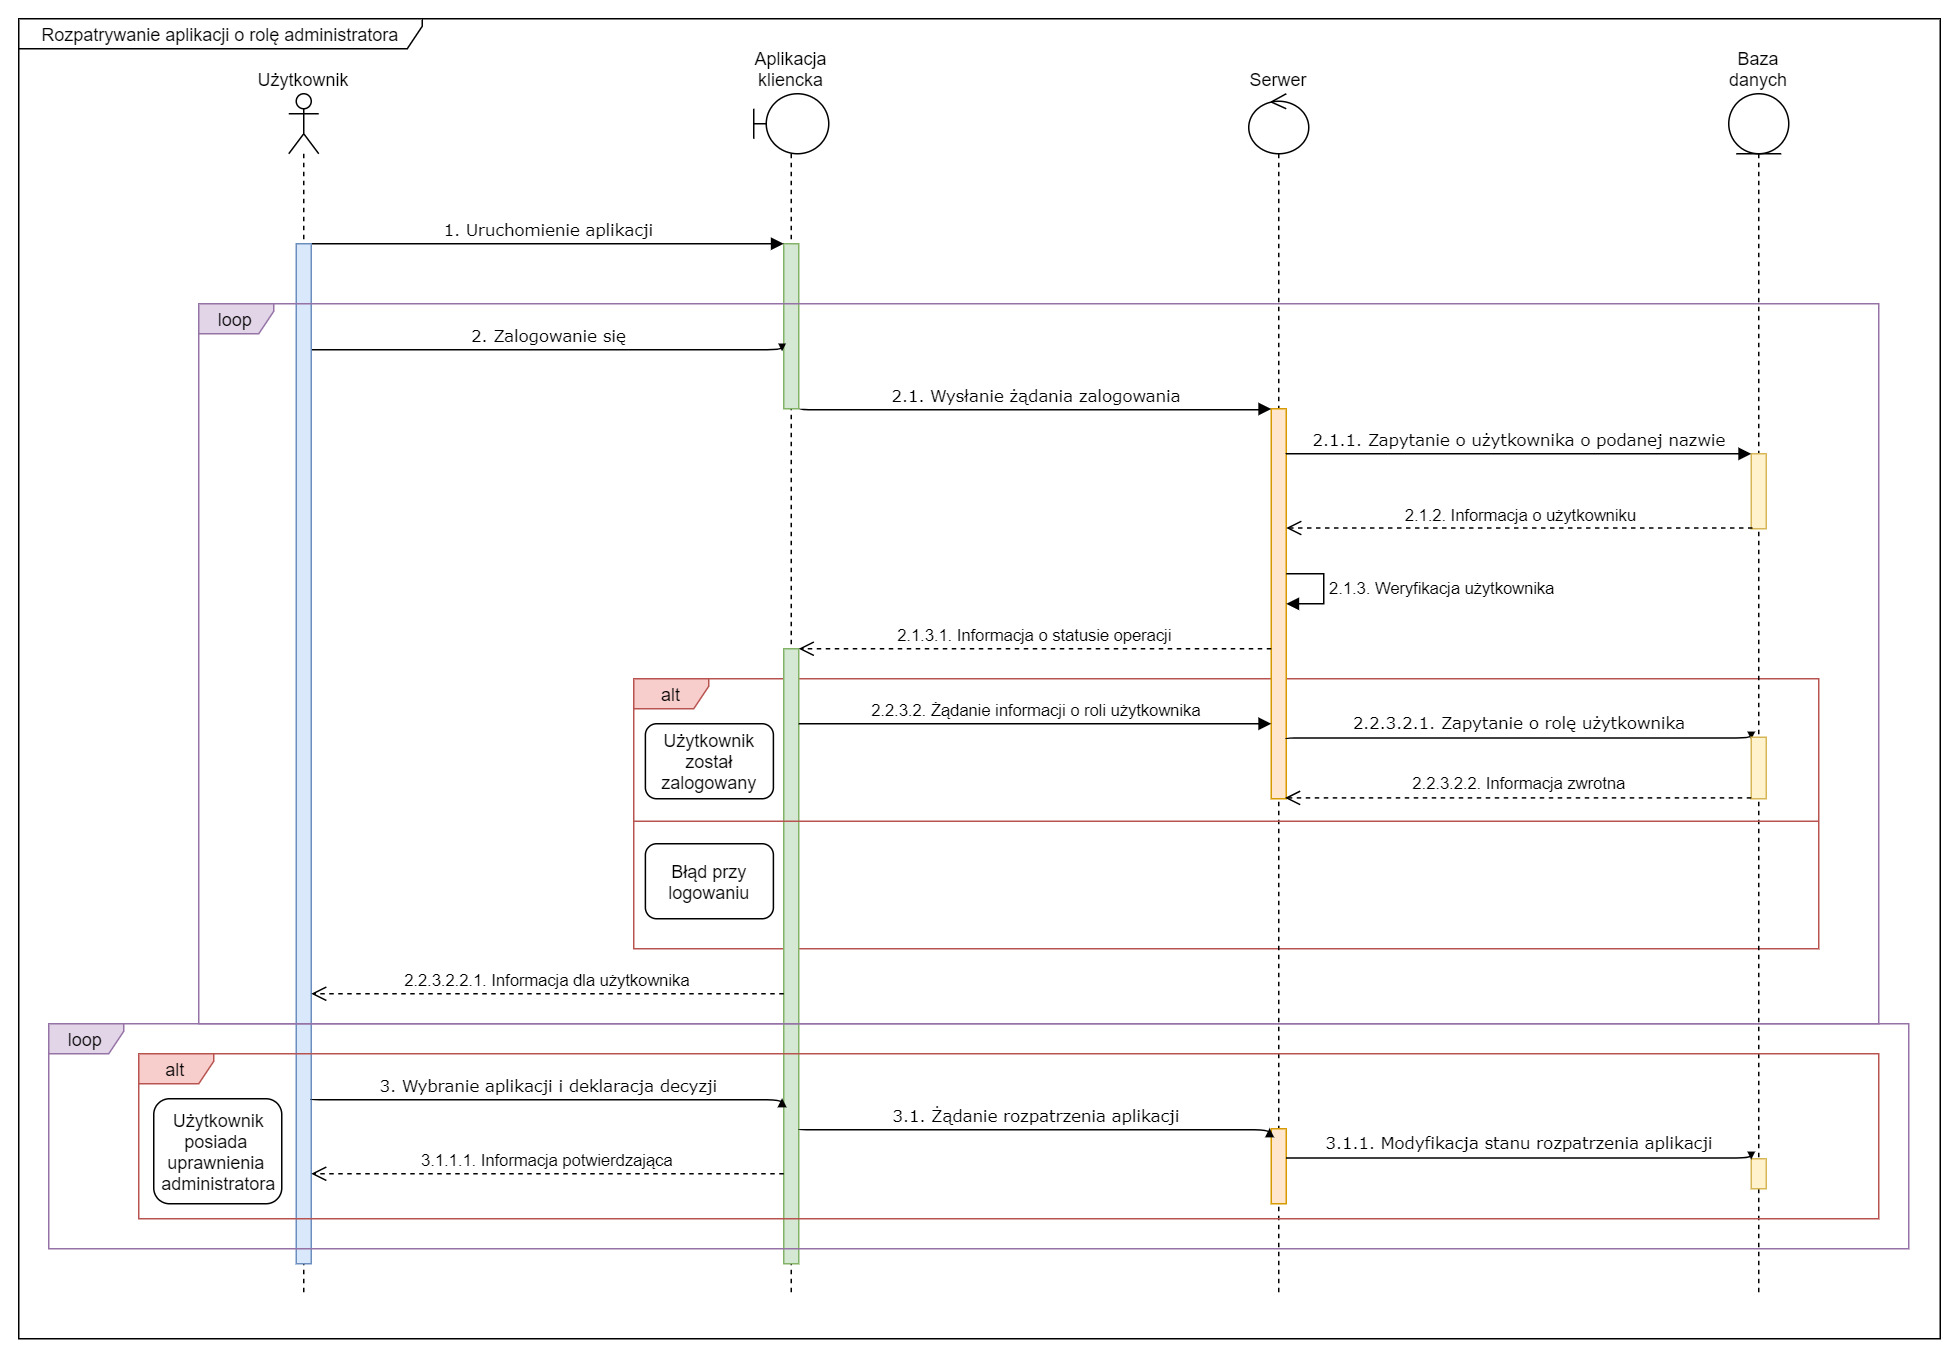 Rozpatrywanie aplikacji o rolę administratora
Użytkownik
Aplikacja
kliencka
Serwer
Baza
danych
1. Uruchomienie aplikacji
loop
2. Zalogowanie się
2.1. Wysłanie żądania zalogowania
2.1.1. Zapytanie o użytkownika o podanej nazwie
2.1.2. Informacja o użytkowniku
2.1.3. Weryfikacja użytkownika
2.1.3.1. Informacja o statusie operacji
alt
2.2.3.2. Żądanie informacji o roli użytkownika
2.2.3.2.1. Zapytanie o rolę użytkownika
Użytkownik
został
zalogowany
2.2.3.2.2. Informacja zwrotna
Błąd przy
logowaniu
2.2.3.2.2.1. Informacja dla użytkownika
loop
alt
3. Wybranie aplikacji i deklaracja decyzji
Użytkownik
posiada
uprawnienia
administratora
3.1. Żądanie rozpatrzenia aplikacji
3.1.1. Modyfikacja stanu rozpatrzenia aplikacji
3.1.1.1. Informacja potwierdzająca